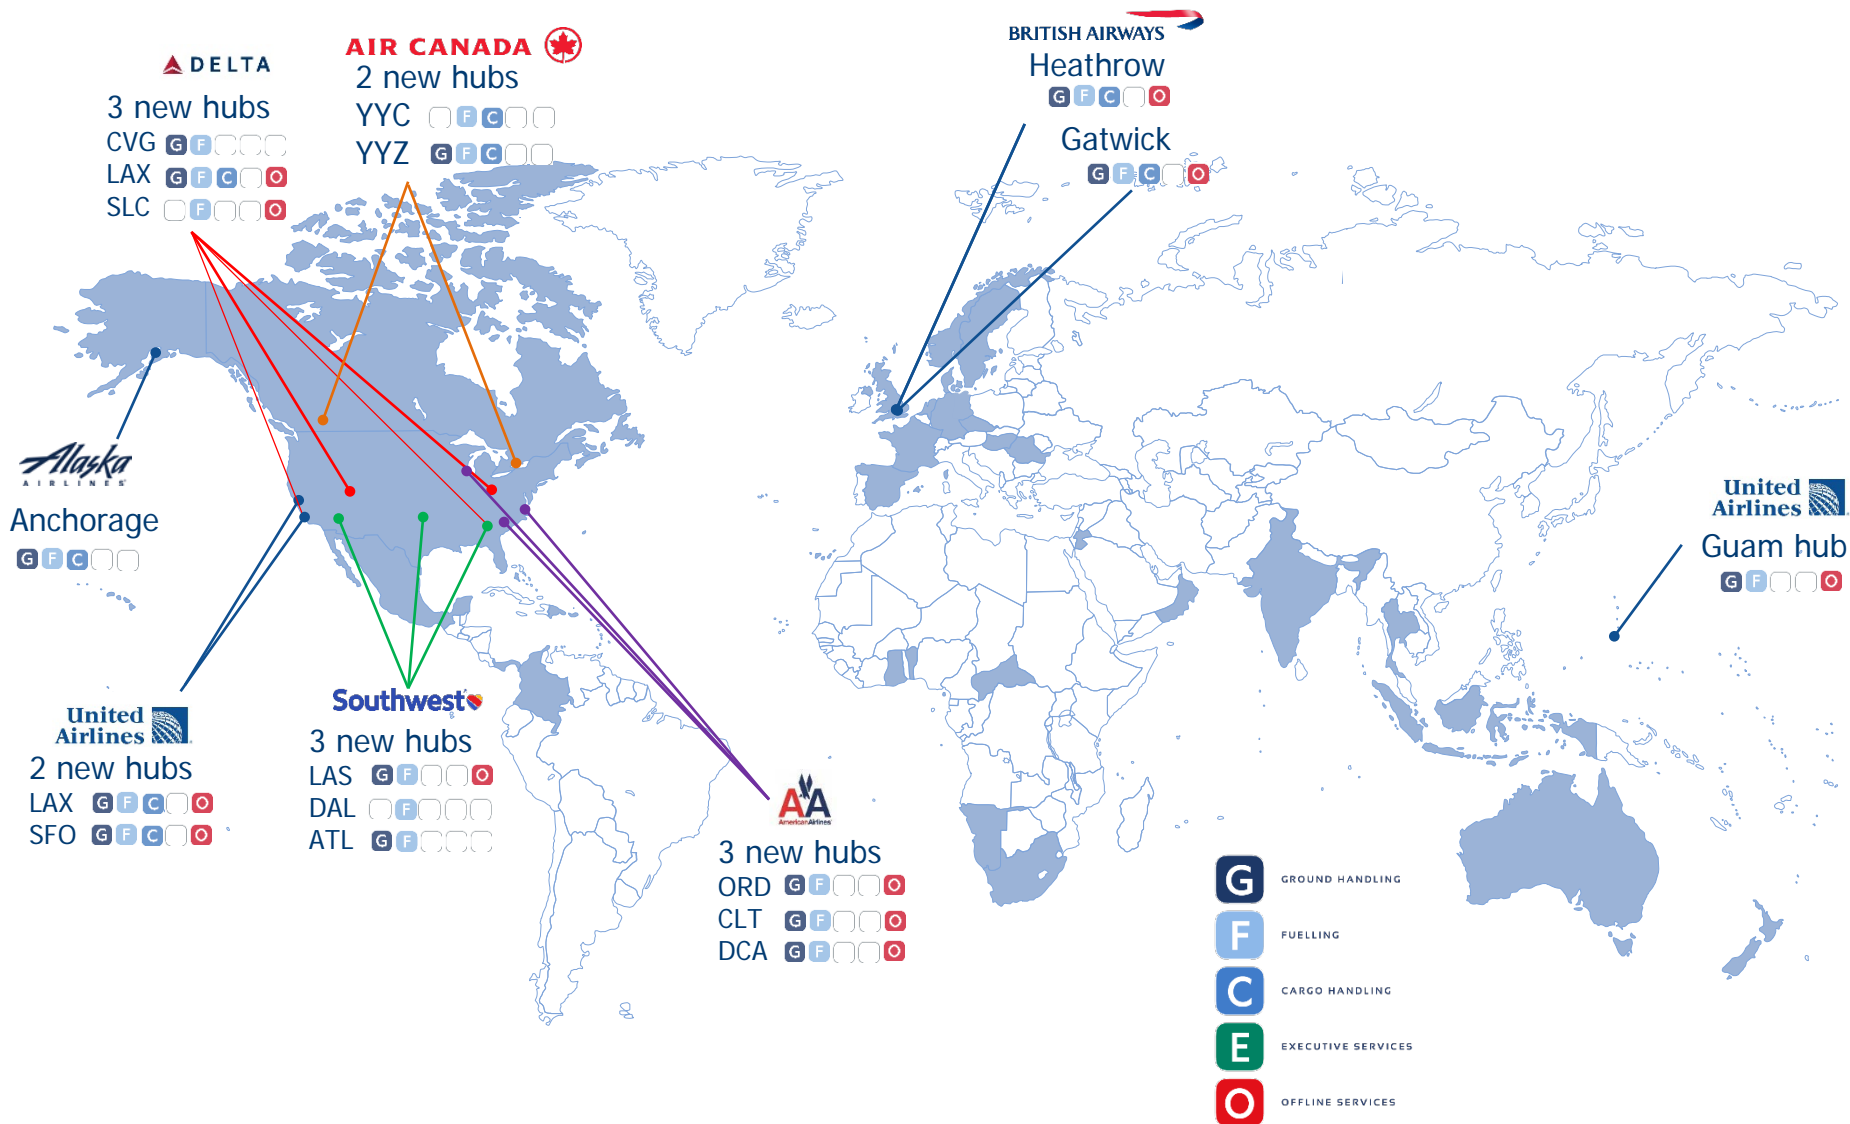 DELTA
3 new hubs
CVG G F
LAX G F C O
SLC F O
AIR CANADA
2 new hubs
YYC F C
YYZ G F C
BRITISH AIRWAYS
Heathrow
G F C O
Gatwick
G F C O
Alaska
AIRLINES
Anchorage
G F C
United
Airlines
Guam hub
G F O
United
Airlines
2 new hubs
LAX G F C O
SFO G F C O
Southwest
3 new hubs
LAS G F O
DAL F
ATL G F
AA
AmericanAirlines
3 new hubs
ORD G F O
CLT G F O
DCA G F O
G GROUND HANDLING
F FUELLING
C CARGO HANDLING
E EXECUTIVE SERVICES
O OFFLINE SERVICES